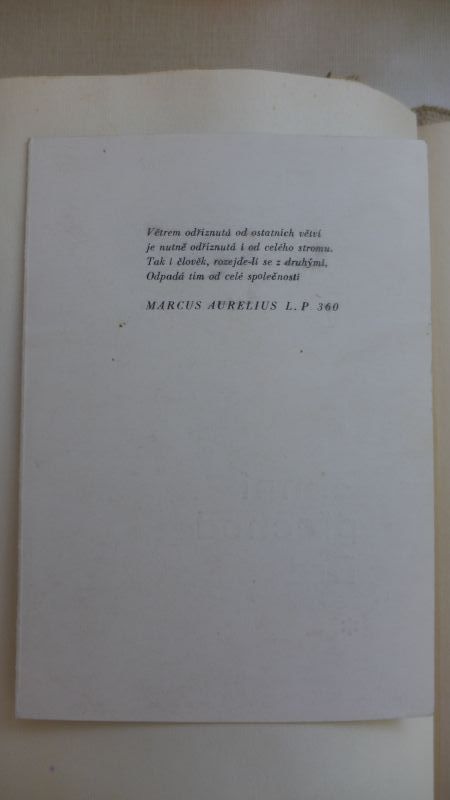 Větrem odříznutá od ostatních větví
je nutně odříznutá i od celého stromu.
Tak i člověk, rozejde-li se z druhými,
Odpadá tím od celé společnosti
MARCUS AURELIUS L. P 360